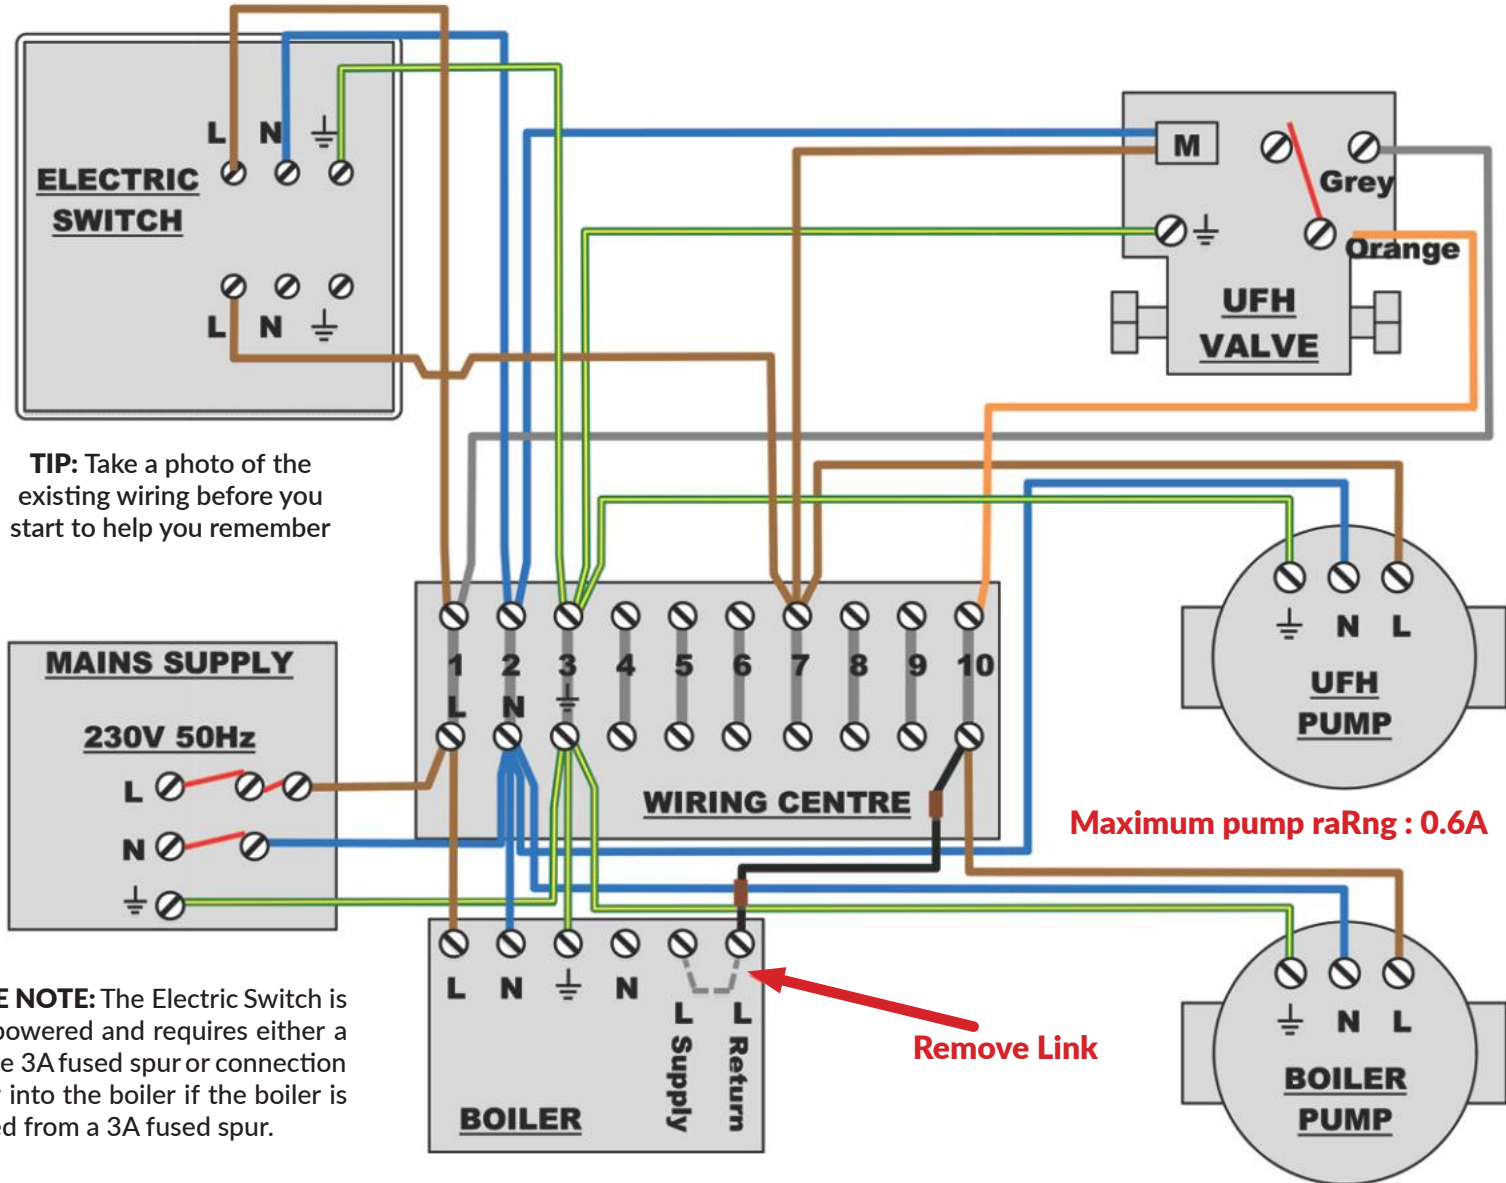 L N
ELECTRIC
SWITCH
L N
M
Grey
Orange
UFH
VALVE
TIP: Take a photo of the
existing wiring before you
start to help you remember
N L
UFH
PUMP
MAINS SUPPLY
230V 50Hz
L
N
1 2 3 4 5 6 7 8 9 10
L N
WIRING CENTRE
Maximum pump raRng : 0.6A
E NOTE: The Electric Switch is
powered and requires either a
e 3A fused spur or connection
into the boiler if the boiler is
ed from a 3A fused spur.
L N N
L Supply
L Return
BOILER
Remove Link
N L
BOILER
PUMP